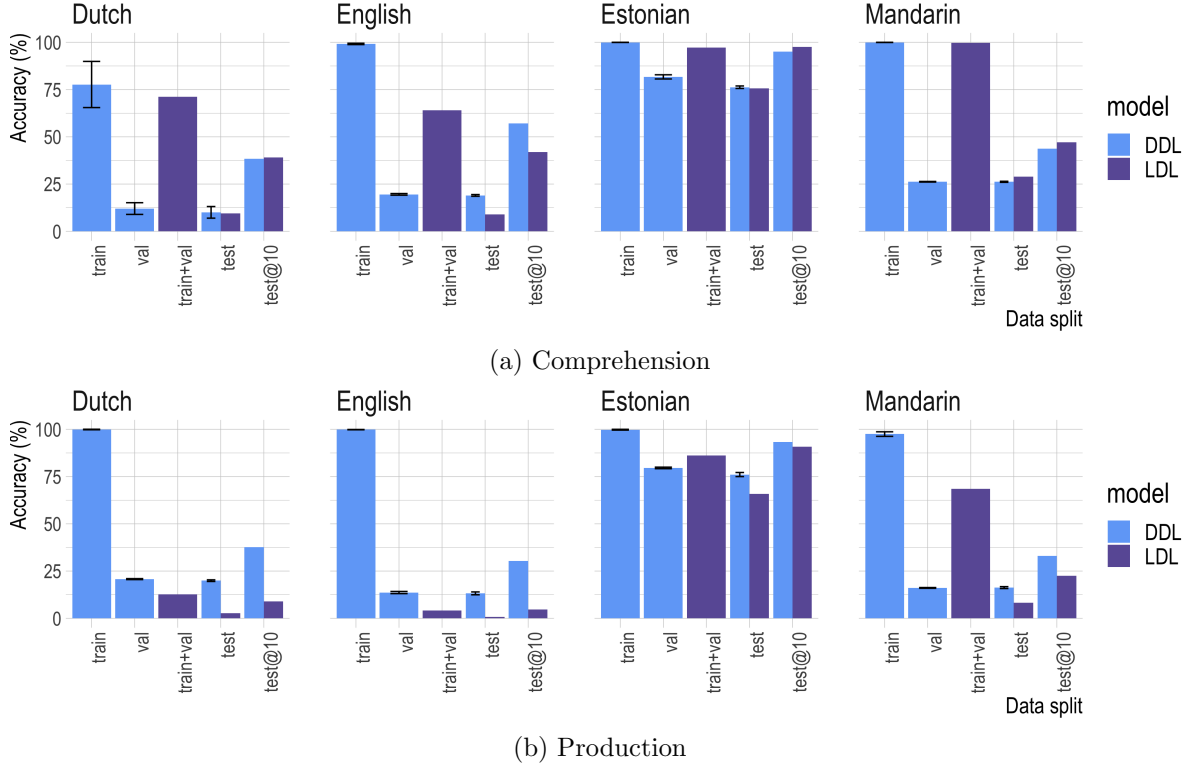 Dutch English Estonian Mandarin
Accuracy (%)
100
75
50
25
0
train val train+val test test@10 train val train+val test test@10 train val train+val test test@10 train val train+val test test@10
Data split
model
DDL
LDL
(a) Comprehension
Dutch English Estonian Mandarin
Accuracy (%)
100
75
50
25
0
train val train+val test test@10 train val train+val test test@10 train val train+val test test@10 train val train+val test test@10
Data split
model
DDL
LDL
(b) Production